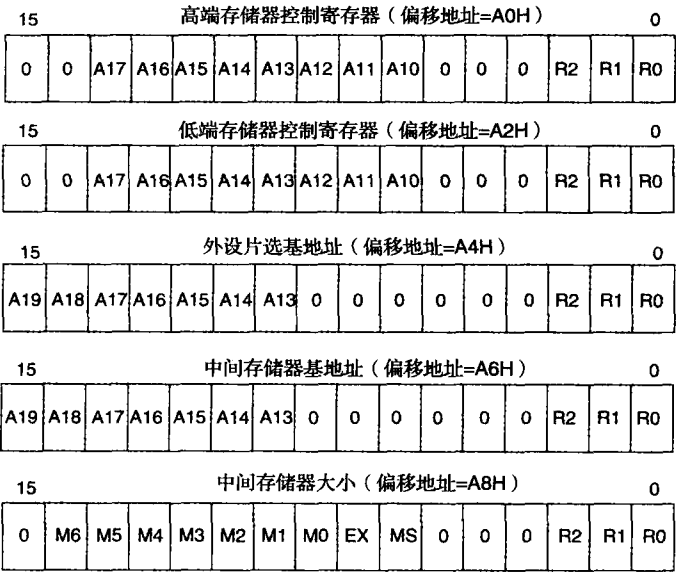 15 高端存储器控制寄存器（偏移地址=A0H） 0
0 0 A17 A16 A15 A14 A13 A12 A11 A10 0 0 0 R2 R1 R0
15 低端存储器控制寄存器（偏移地址=A2H） 0
0 0 A17 A16 A15 A14 A13 A12 A11 A10 0 0 0 R2 R1 R0
15 外设片选基地址（偏移地址=A4H） 0
A19 A18 A17 A16 A15 A14 A13 0 0 0 0 0 0 R2 R1 R0
15 中间存储器基地址（偏移地址=A6H） 0
A19 A18 A17 A16 A15 A14 A13 0 0 0 0 0 0 R2 R1 R0
15 中间存储器大小（偏移地址=A8H） 0
0 M6 M5 M4 M3 M2 M1 M0 EX MS 0 0 0 R2 R1 R0